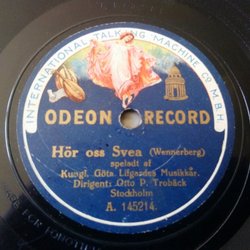 INTERNATIONAL TALKING MACHINE CO. M.B.H.
ODEON RECORD
Hör oss Svea (Wennerberg)
speladt af
Kungl. Göta Lifgardes Musikkår.
Dirigent: Otto P. Trobäck
Stockholm
A. 145214.